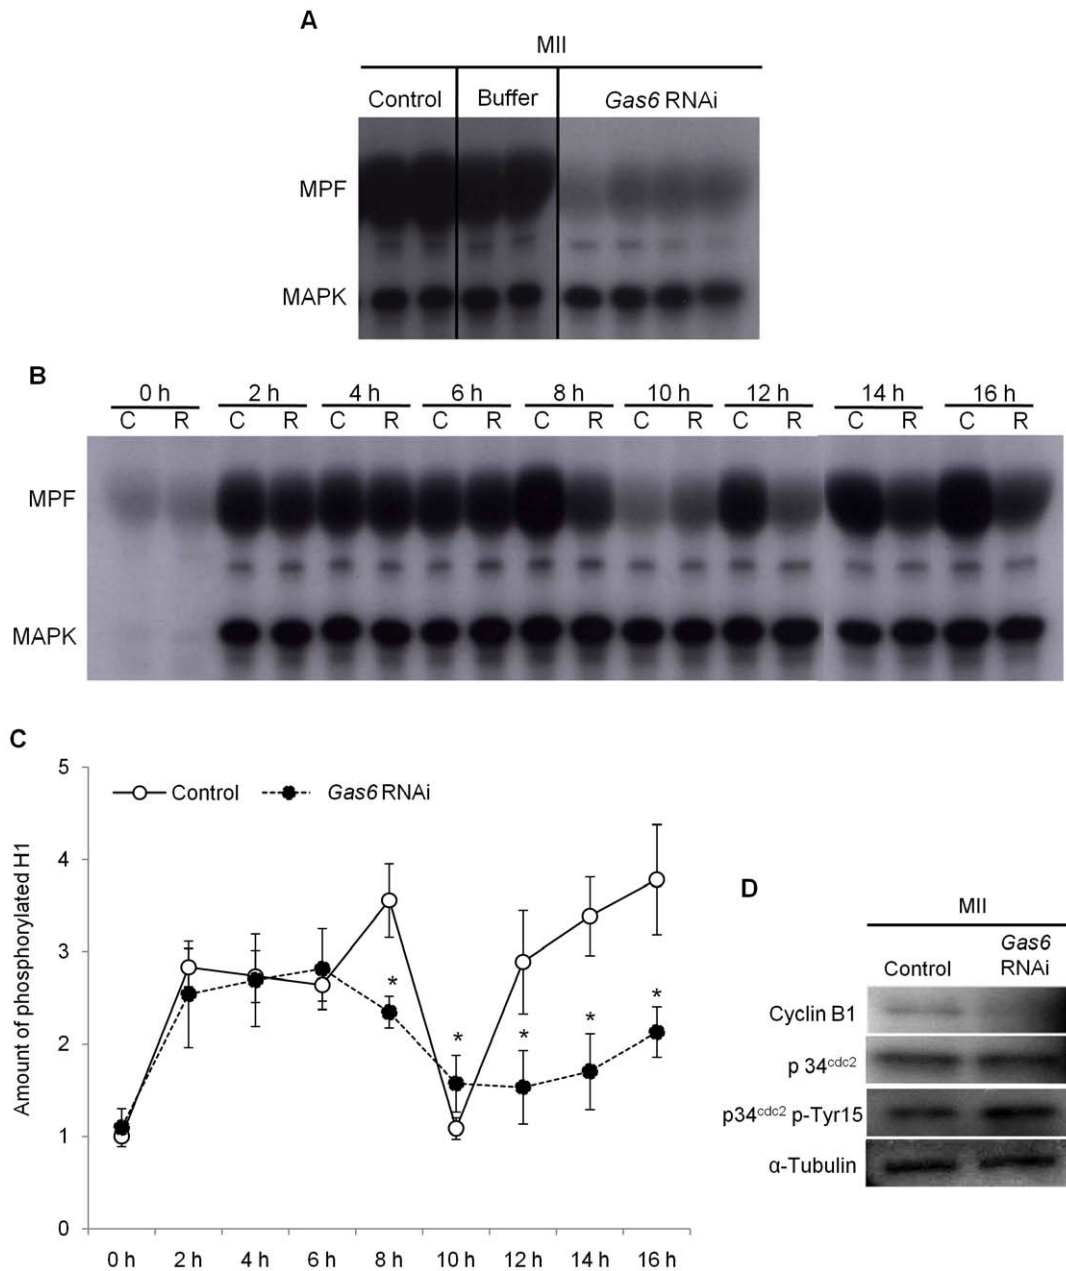 A
MII
Control Buffer Gas6 RNAi
MPF
MAPK
B
0 h 2 h 4 h 6 h 8 h 10 h 12 h 14 h 16 h
C R C R C R C R C R C R C R C R C R
MPF
MAPK
C
5
4
3
2
1
0
Amount of phosphorylated H1
Control Gas6 RNAi
*
*
*
*
*
0 h 2 h 4 h 6 h 8 h 10 h 12 h 14 h 16 h
D
MII
Control Gas6 RNAi
Cyclin B1
p 34cdc2
p34cdc2 p-Tyr15
α-Tubulin